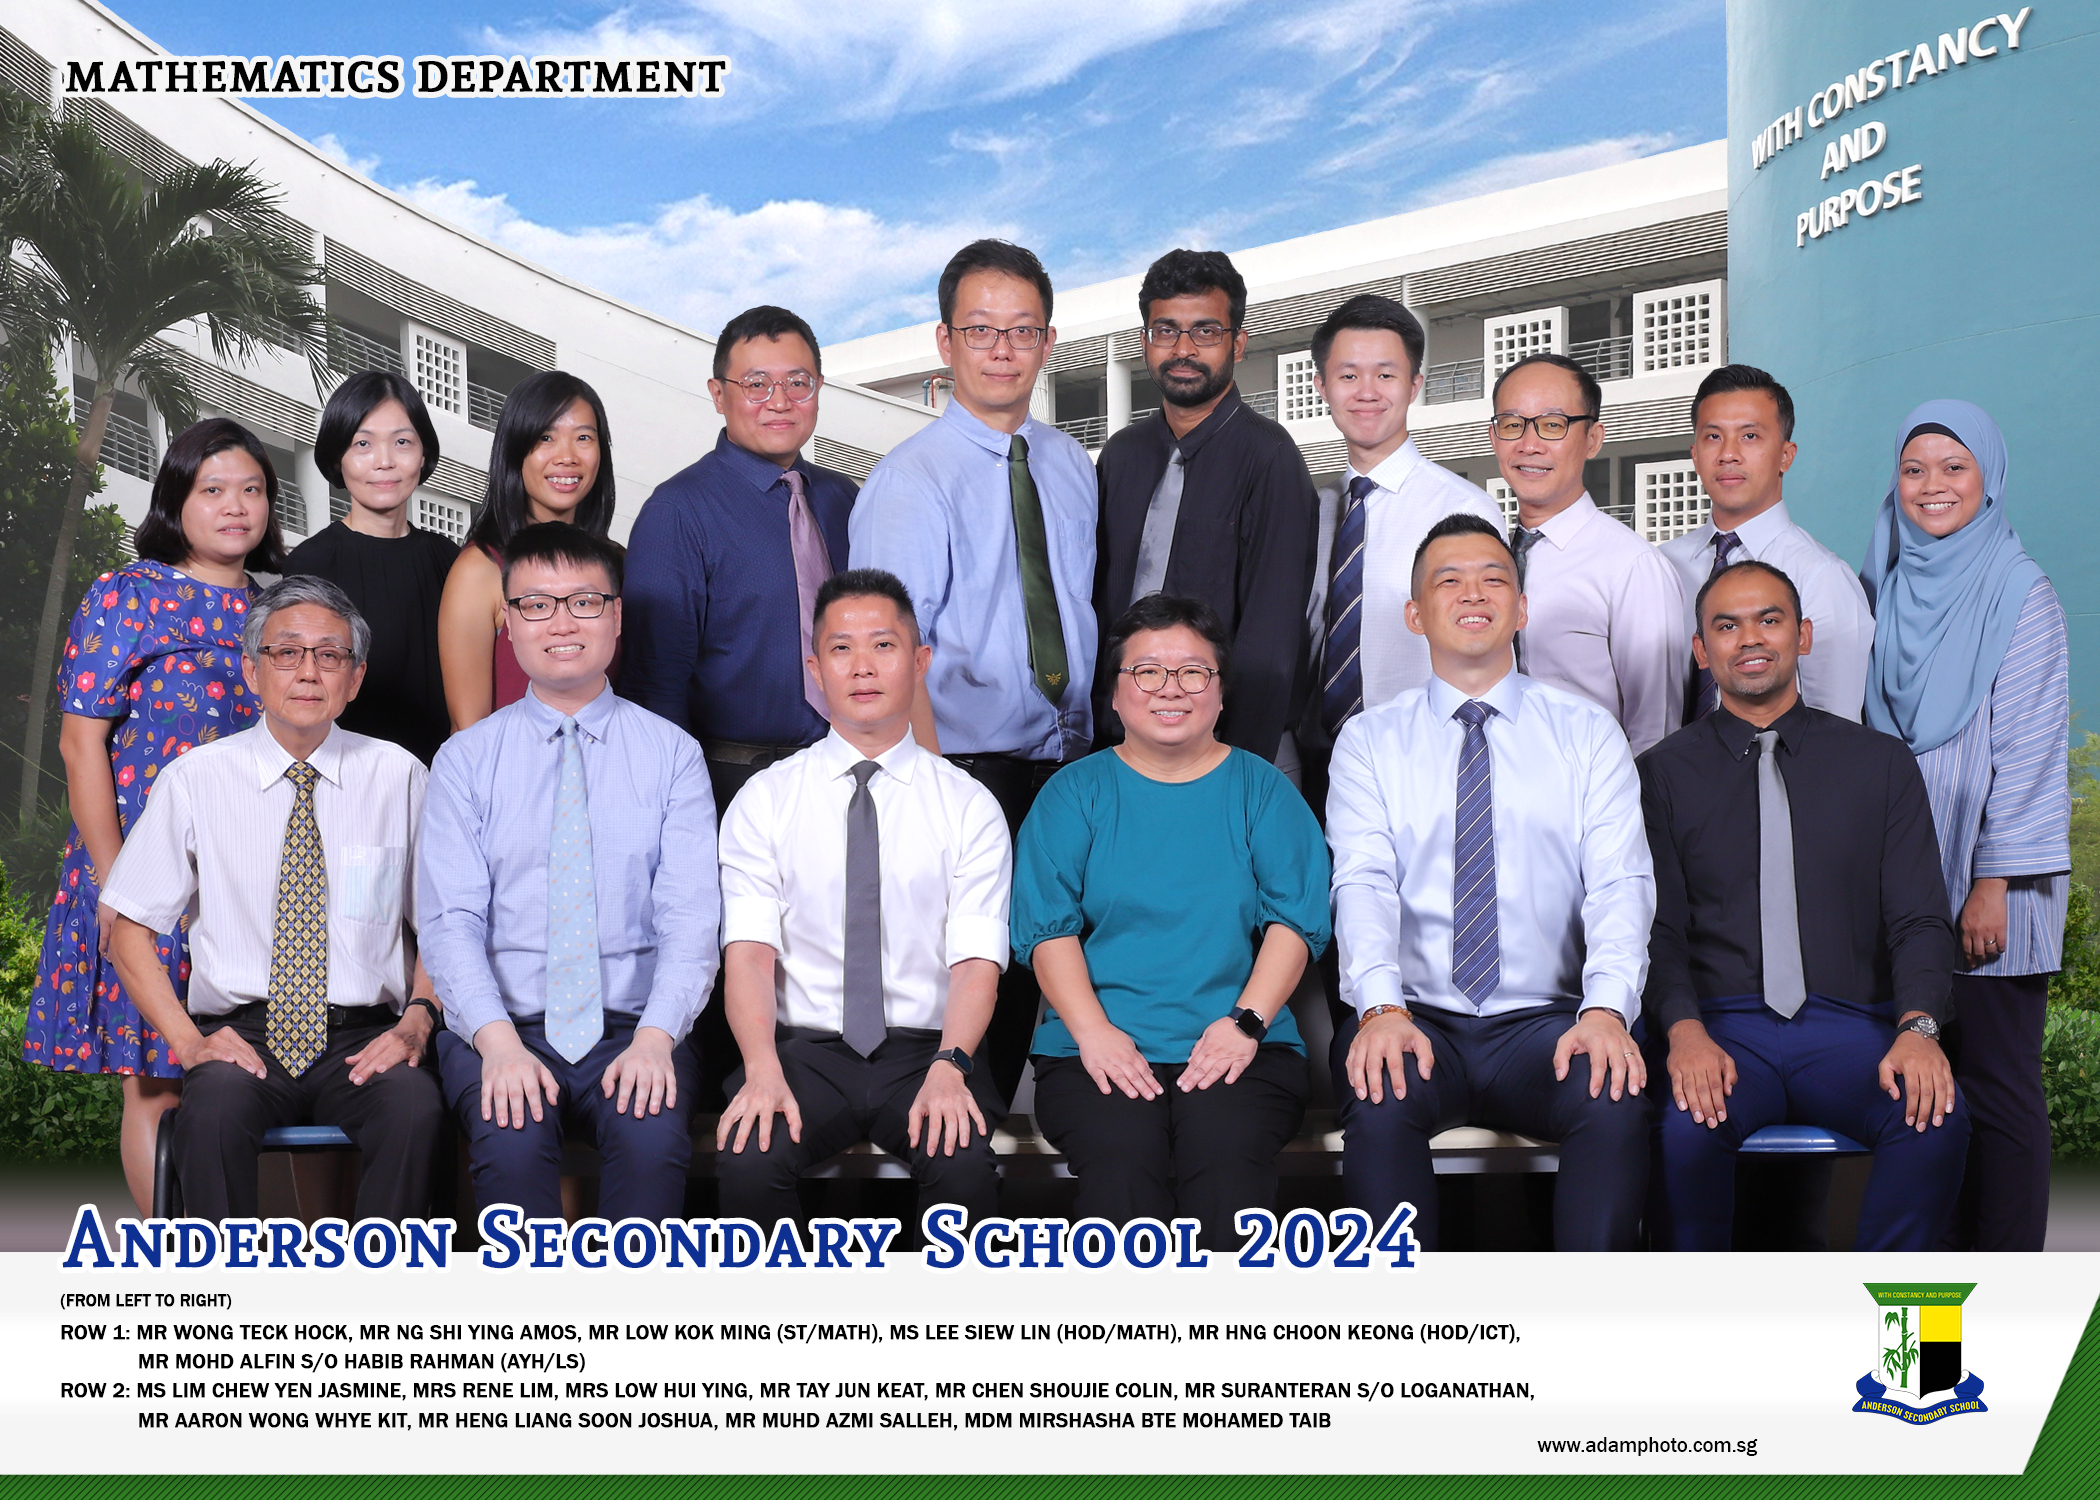 MATHEMATICS DEPARTMENT
WITH CONSTANCY
AND
PURPOSE
ANDERSON SECONDARY SCHOOL 2024
(FROM LEFT TO RIGHT)
ROW 1: MR WONG TECK HOCK, MR NG SHI YING AMOS, MR LOW KOK MING (ST/MATH), MS LEE SIEW LIN (HOD/MATH), MR HNG CHOON KEONG (HOD/ICT),
MR MOHD ALFIN S/O HABIB RAHMAN (AYH/LS)
ROW 2: MS LIM CHEW YEN JASMINE, MRS RENE LIM, MRS LOW HUI YING, MR TAY JUN KEAT, MR CHEN SHOUJIE COLIN, MR SURANTERAN S/O LOGANATHAN,
MR AARON WONG WHYE KIT, MR HENG LIANG SOON JOSHUA, MR MUHD AZMI SALLEH, MDM MIRSHASHA BTE MOHAMED TAIB
WITH CONSTANCY AND PURPOSE
ANDERSON SECONDARY SCHOOL
www.adamphoto.com.sg